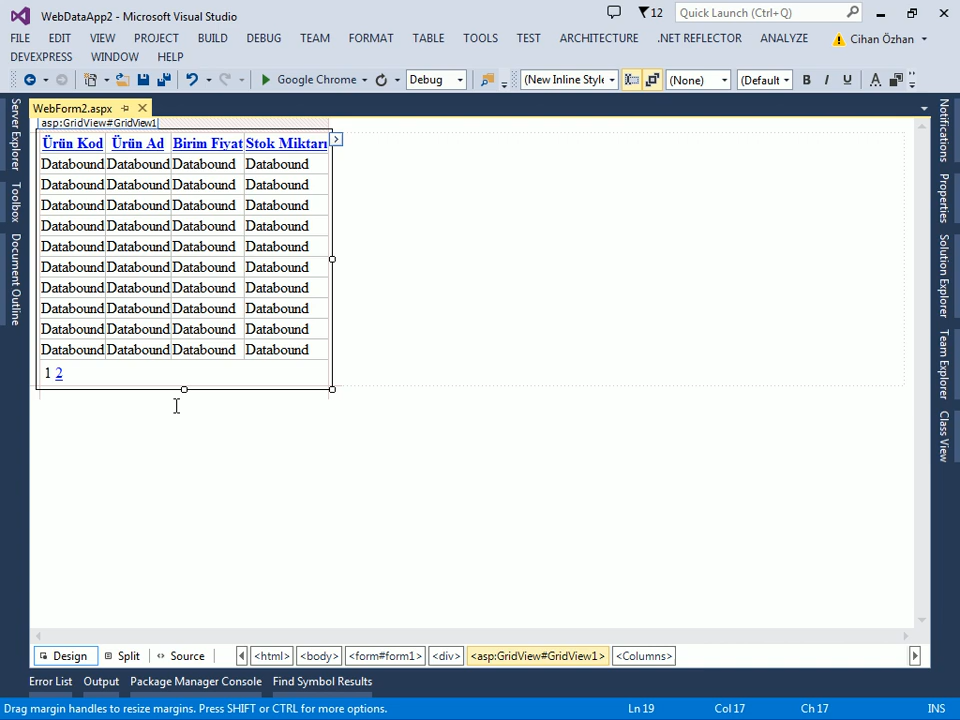 WebDataApp2 - Microsoft Visual Studio
12
Quick Launch (Ctrl+Q)
FILE EDIT VIEW PROJECT BUILD DEBUG TEAM FORMAT TABLE TOOLS TEST ARCHITECTURE .NET REFLECTOR ANALYZE Cihan Özhan
DEVEXPRESS WINDOW HELP
Google Chrome Debug (New Inline Style (None) (Default B I U A
WebForm2.aspx
asp:GridView#GridView1
Ürün Kod Ürün Ad Birim Fiyat Stok Miktarı
Databound Databound Databound Databound
Databound Databound Databound Databound
Databound Databound Databound Databound
Databound Databound Databound Databound
Databound Databound Databound Databound
Databound Databound Databound Databound
Databound Databound Databound Databound
Databound Databound Databound Databound
Databound Databound Databound Databound
Databound Databound Databound Databound
1 2
Server Explorer
Toolbox
Document Outline
Notifications
Properties
Solution Explorer
Team Explorer
Class View
Design Split Source <html> <body> <form#form1> <div> <asp:GridView#GridView1> <Columns>
Error List Output Package Manager Console Find Symbol Results
Drag margin handles to resize margins. Press SHIFT or CTRL for more options. Ln 19 Col 17 Ch 17 INS